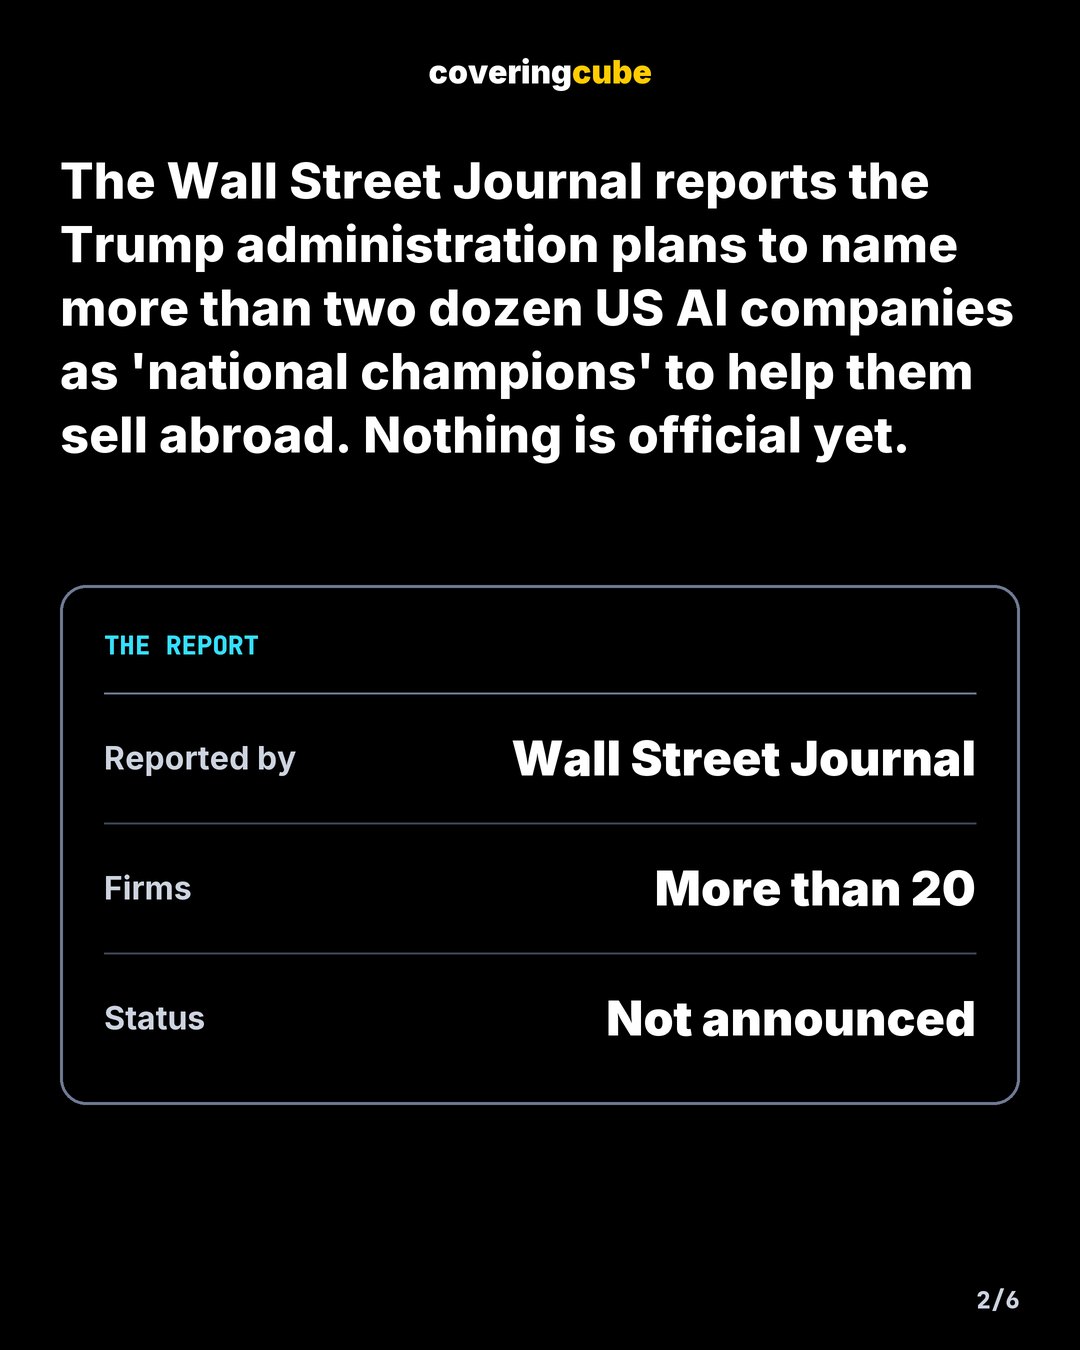 coveringcube
The Wall Street Journal reports the
Trump administration plans to name
more than two dozen US AI companies
as 'national champions' to help them
sell abroad. Nothing is official yet.
THE REPORT
Reported by
Wall Street Journal
Firms
More than 20
Status
Not announced
2/6